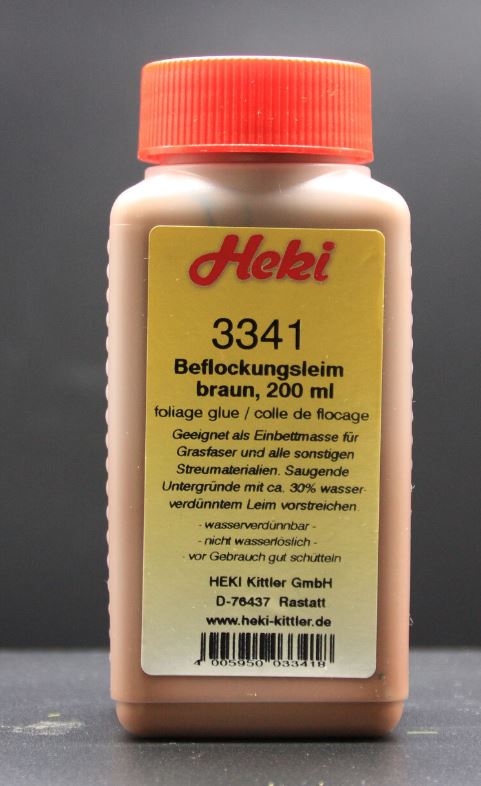 Heki
3341
Beflockungsleim
braun, 200 ml
foliage glue / colle de flocage
Geeignet als Einbettmasse für
Grasfaser und alle sonstigen
Streumaterialien. Saugende
Untergründe mit ca. 30% wasser-
verdünntem Leim vorstreichen.
- wasserverdünnbar -
- nicht wasserlöslich -
- vor Gebrauch gut schütteln
HEKI Kittler GmbH
D-76437 Rastatt
www.heki-kittler.de
4 005950 033418